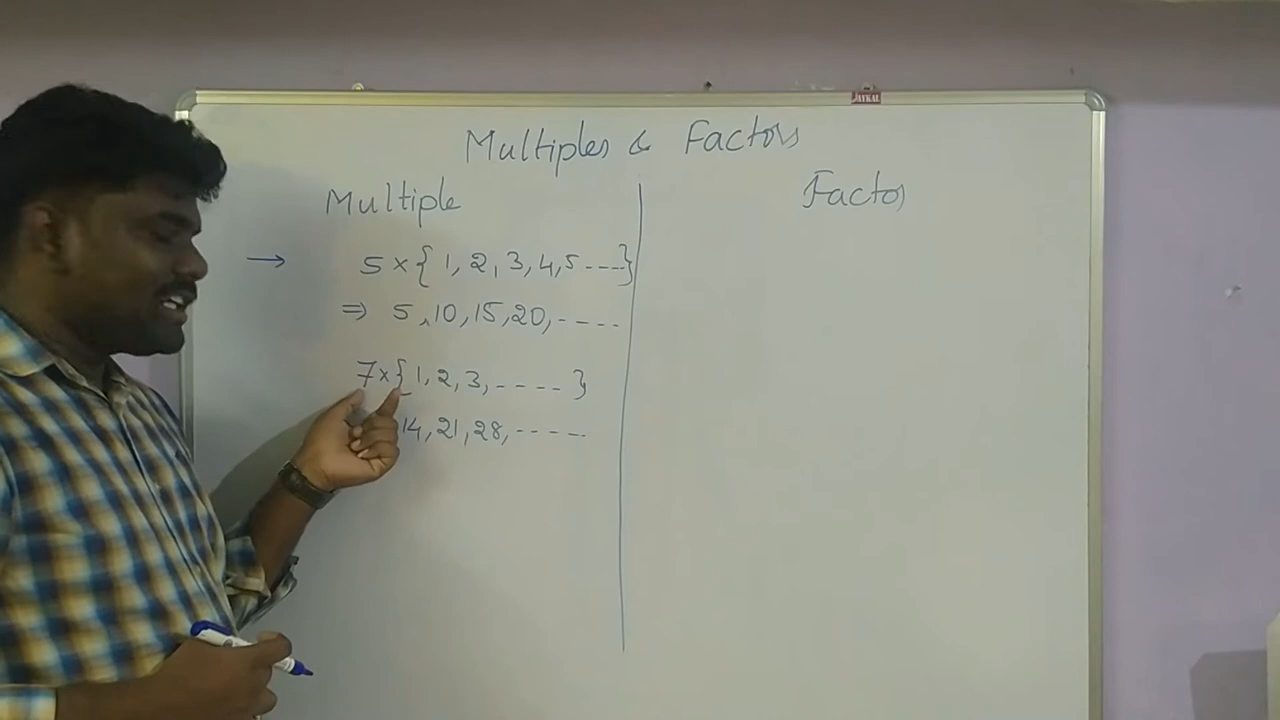 JAYKAL
Multiples & Factors
Multiple
→ 5 × { 1, 2, 3, 4, 5 ----}
⇒ 5, 10, 15, 20, ----
7 × { 1, 2, 3, ---- }
14, 21, 28, -----
Factor